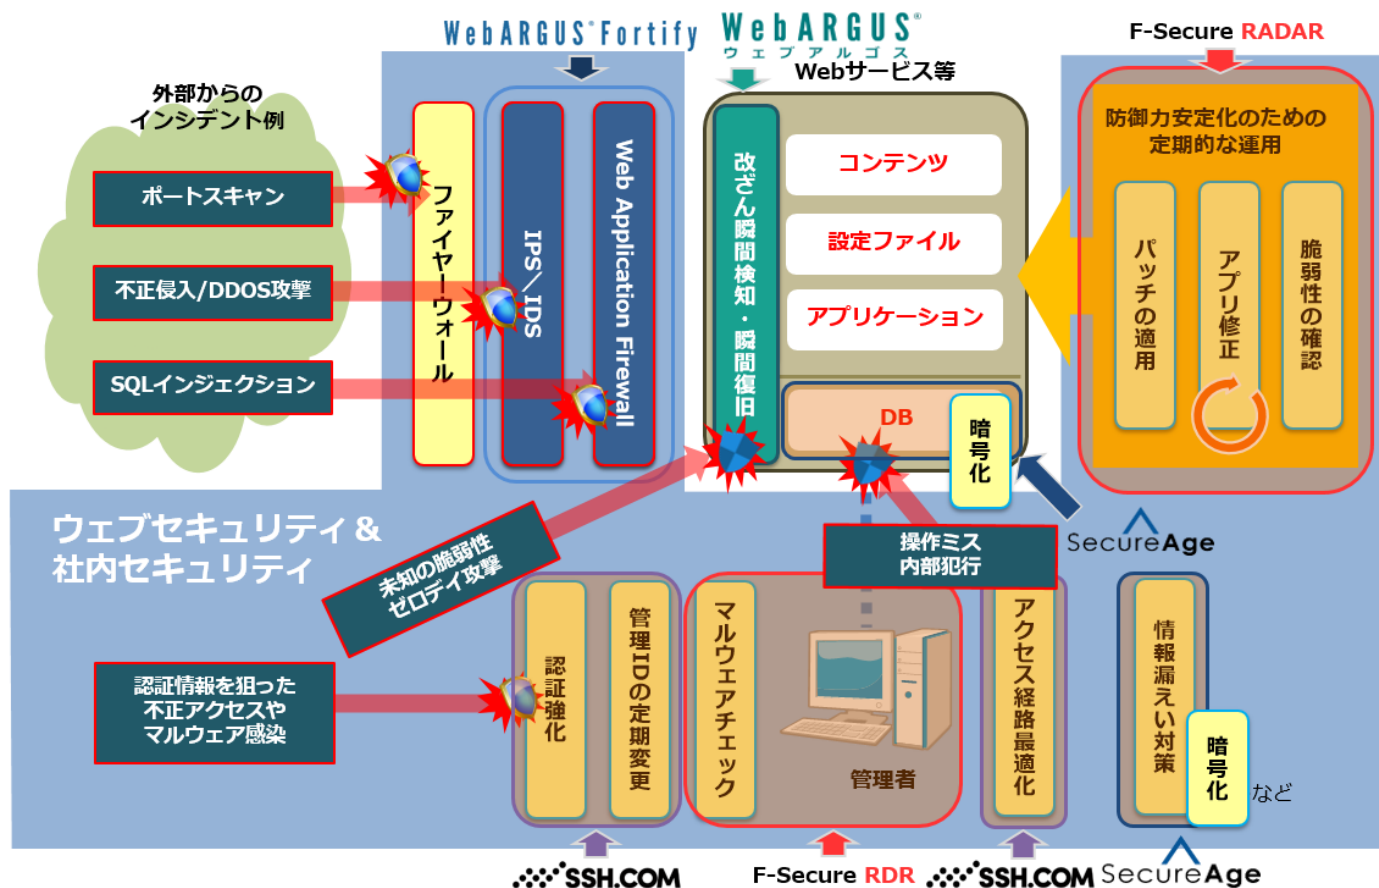 WebARGUS®Fortify
WebARGUS®
ウェブアルゴス
F-Secure RADAR
外部からの
インシデント例
Webサービス等
ポートスキャン
不正侵入/DDOS攻撃
SQLインジェクション
ファイヤーウォール
IPS／IDS
Web Application Firewall
改ざん瞬間検知・瞬間復旧
コンテンツ
設定ファイル
アプリケーション
DB
暗号化
防御力安定化のための
定期的な運用
パッチの適用
アプリ修正
脆弱性の確認
SecureAge
ウェブセキュリティ＆
社内セキュリティ
未知の脆弱性
ゼロデイ攻撃
操作ミス
内部犯行
認証情報を狙った
不正アクセスや
マルウェア感染
認証強化
管理IDの定期変更
マルウェアチェック
管理者
アクセス経路最適化
情報漏えい対策
暗号化
など
SSH.COM
F-Secure RDR
SSH.COM
SecureAge